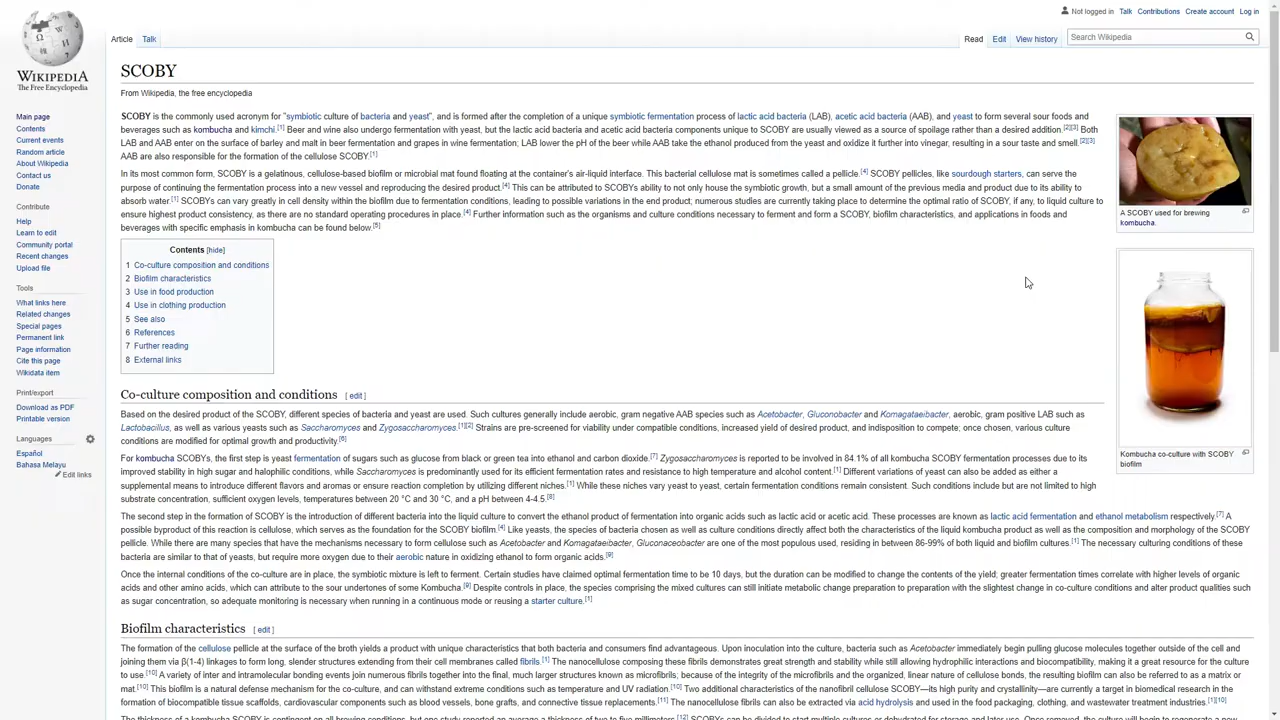 Not logged in Talk Contributions Create account Log in
Article Talk
Read Edit View history Search Wikipedia
WIKIPEDIA
The Free Encyclopedia
Main page
Contents
Current events
Random article
About Wikipedia
Contact us
Donate
Contribute
Help
Learn to edit
Community portal
Recent changes
Upload file
Tools
What links here
Related changes
Special pages
Permanent link
Page information
Cite this page
Wikidata item
Print/export
Download as PDF
Printable version
Languages
Español
Bahasa Melayu
Edit links
SCOBY
From Wikipedia, the free encyclopedia
SCOBY is the commonly used acronym for "symbiotic culture of bacteria and yeast", and is formed after the completion of a unique symbiotic fermentation process of lactic acid bacteria (LAB), acetic acid bacteria (AAB), and yeast to form several sour foods and
beverages such as kombucha and kimchi.[1] Beer and wine also undergo fermentation with yeast, but the lactic acid bacteria and acetic acid bacteria components unique to SCOBY are usually viewed as a source of spoilage rather than a desired addition.[2][3] Both
LAB and AAB enter on the surface of barley and malt in beer fermentation and grapes in wine fermentation; LAB lower the pH of the beer while AAB take the ethanol produced from the yeast and oxidize it further into vinegar, resulting in a sour taste and smell.[2][3]
AAB are also responsible for the formation of the cellulose SCOBY.[1]
In its most common form, SCOBY is a gelatinous, cellulose-based biofilm or microbial mat found floating at the container's air-liquid interface. This bacterial cellulose mat is sometimes called a pellicle.[4] SCOBY pellicles, like sourdough starters, can serve the
purpose of continuing the fermentation process into a new vessel and reproducing the desired product.[4] This can be attributed to SCOBYs ability to not only house the symbiotic growth, but a small amount of the previous media and product due to its ability to
absorb water.[1] SCOBYs can vary greatly in cell density within the biofilm due to fermentation conditions, leading to possible variations in the end product; numerous studies are currently taking place to determine the optimal ratio of SCOBY, if any, to liquid culture to
ensure highest product consistency, as there are no standard operating procedures in place.[4] Further information such as the organisms and culture conditions necessary to ferment and form a SCOBY, biofilm characteristics, and applications in foods and
beverages with specific emphasis in kombucha can be found below.[5]
A SCOBY used for brewing
kombucha.
Kombucha co-culture with SCOBY
biofilm
Contents [hide]
1 Co-culture composition and conditions
2 Biofilm characteristics
3 Use in food production
4 Use in clothing production
5 See also
6 References
7 Further reading
8 External links
Co-culture composition and conditions [ edit ]
Based on the desired product of the SCOBY, different species of bacteria and yeast are used. Such cultures generally include aerobic, gram negative AAB species such as Acetobacter, Gluconobacter and Komagataeibacter, aerobic, gram positive LAB such as
Lactobacillus, as well as various yeasts such as Saccharomyces and Zygosaccharomyces.[1][2] Strains are pre-screened for viability under compatible conditions, increased yield of desired product, and indisposition to compete; once chosen, various culture
conditions are modified for optimal growth and productivity.[6]
For kombucha SCOBYs, the first step is yeast fermentation of sugars such as glucose from black or green tea into ethanol and carbon dioxide.[7] Zygosaccharomyces is reported to be involved in 84.1% of all kombucha SCOBY fermentation processes due to its
improved stability in high sugar and halophilic conditions, while Saccharomyces is predominantly used for its efficient fermentation rates and resistance to high temperature and alcohol content.[1] Different variations of yeast can also be added as either a
supplemental means to introduce different flavors and aromas or ensure reaction completion by utilizing different niches.[1] While these niches vary yeast to yeast, certain fermentation conditions remain consistent. Such conditions include but are not limited to high
substrate concentration, sufficient oxygen levels, temperatures between 20 °C and 30 °C, and a pH between 4-4.5.[8]
The second step in the formation of SCOBY is the introduction of different bacteria into the liquid culture to convert the ethanol product of fermentation into organic acids such as lactic acid or acetic acid. These processes are known as lactic acid fermentation and ethanol metabolism respectively.[7] A
possible byproduct of this reaction is cellulose, which serves as the foundation for the SCOBY biofilm.[4] Like yeasts, the species of bacteria chosen as well as culture conditions directly affect both the characteristics of the liquid kombucha product as well as the composition and morphology of the SCOBY
pellicle. While there are many species that have the mechanisms necessary to form cellulose such as Acetobacter and Komagataeibacter, Gluconaceobacter are one of the most populous used, residing in between 86-99% of both liquid and biofilm cultures.[1] The necessary culturing conditions of these
bacteria are similar to that of yeasts, but require more oxygen due to their aerobic nature in oxidizing ethanol to form organic acids.[9]
Once the internal conditions of the co-culture are in place, the symbiotic mixture is left to ferment. Certain studies have claimed optimal fermentation time to be 10 days, but the duration can be modified to change the contents of the yield; greater fermentation times correlate with higher levels of organic
acids and other amino acids, which can attribute to the sour undertones of some Kombucha.[9] Despite controls in place, the species comprising the mixed cultures can still initiate metabolic change preparation to preparation with the slightest change in co-culture conditions and alter product qualities such
as sugar concentration, so adequate monitoring is necessary when running in a continuous mode or reusing a starter culture.[1]
Biofilm characteristics [ edit ]
The formation of the cellulose pellicle at the surface of the broth yields a product with unique characteristics that both bacteria and consumers find advantageous. Upon inoculation into the culture, bacteria such as Acetobacter immediately begin pulling glucose molecules together outside of the cell and
joining them via β(1-4) linkages to form long, slender structures extending from their cell membranes called fibrils.[1] The nanocellulose composing these fibrils demonstrates great strength and stability while still allowing hydrophilic interactions and biocompatibility, making it a great resource for the culture
to use.[10] A variety of inter and intramolecular bonding events join numerous fibrils together into the final, much larger structures known as microfibrils; because of the integrity of the microfibrils and the organized, linear nature of cellulose bonds, the resulting biofilm can also be referred to as a matrix or
mat.[10] This biofilm is a natural defense mechanism for the co-culture, and can withstand extreme conditions such as temperature and UV radiation.[10] Two additional characteristics of the nanofibril cellulose SCOBY—its high purity and crystallinity—are currently a target in biomedical research in the
formation of biocompatible tissue scaffolds, cardiovascular components such as blood vessels, bone grafts, and connective tissue replacements.[11] The nanocellulose fibrils can also be extracted via acid hydrolysis and used in the food packaging, clothing, and wastewater treatment industries.[1][10]